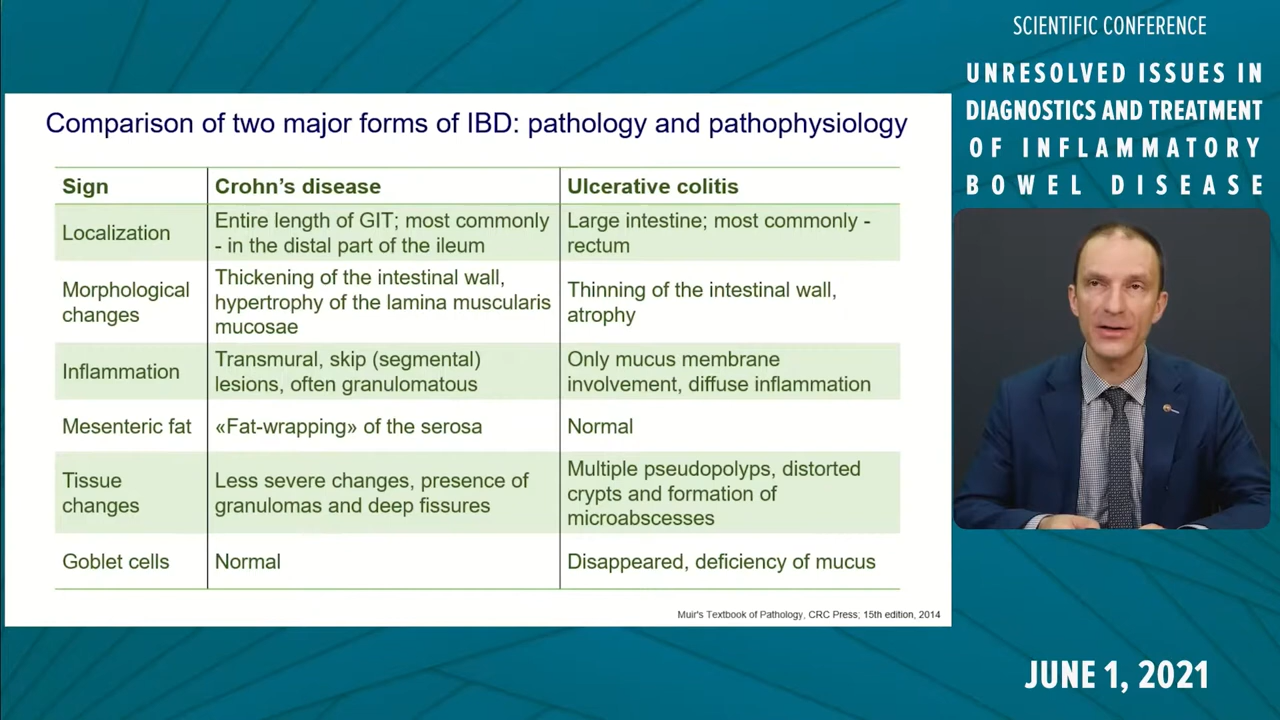 SCIENTIFIC CONFERENCE
UNRESOLVED ISSUES IN
DIAGNOSTICS AND TREATMENT
OF INFLAMMATORY
BOWEL DISEASE
Comparison of two major forms of IBD: pathology and pathophysiology
Sign
Crohn's disease
Ulcerative colitis
Localization
Entire length of GIT; most commonly
- in the distal part of the ileum
Large intestine; most commonly -
rectum
Morphological
changes
Thickening of the intestinal wall,
hypertrophy of the lamina muscularis
mucosae
Thinning of the intestinal wall,
atrophy
Inflammation
Transmural, skip (segmental)
lesions, often granulomatous
Only mucus membrane
involvement, diffuse inflammation
Mesenteric fat
«Fat-wrapping» of the serosa
Normal
Tissue
changes
Less severe changes, presence of
granulomas and deep fissures
Multiple pseudopolyps, distorted
crypts and formation of
microabscesses
Goblet cells
Normal
Disappeared, deficiency of mucus
Muir's Textbook of Pathology, CRC Press; 15th edition, 2014
JUNE 1, 2021